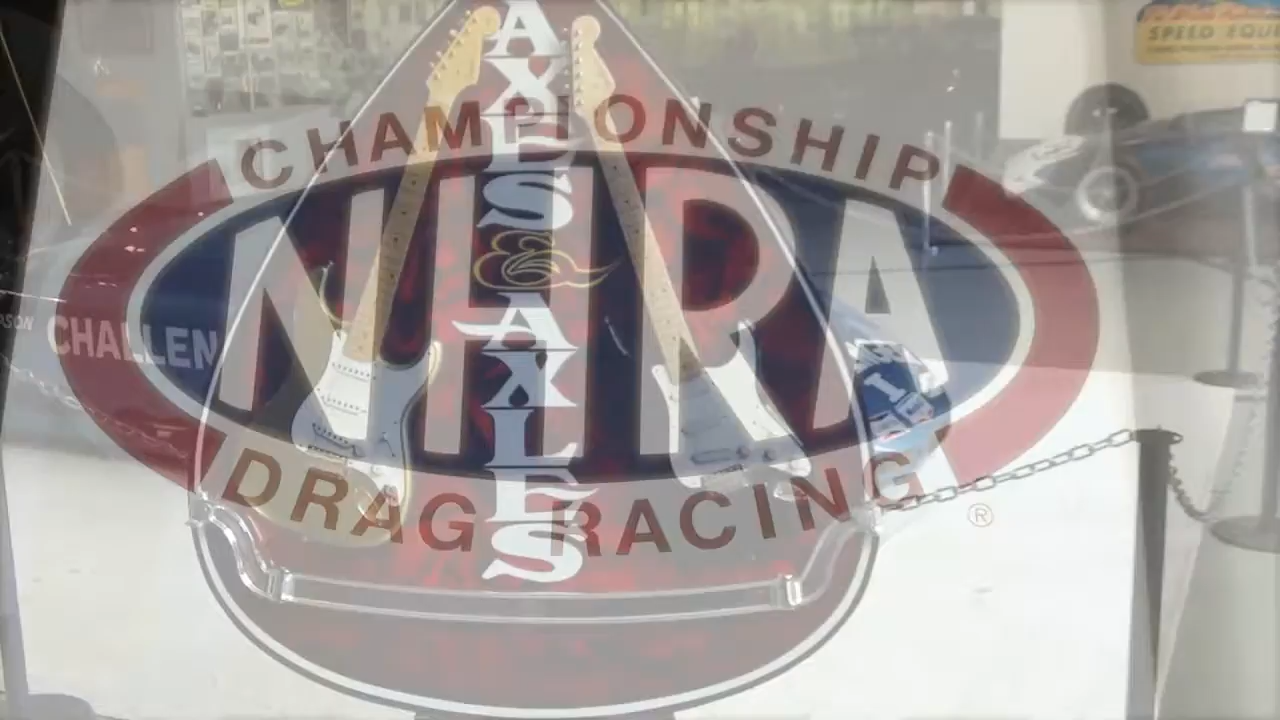 SPEED EQUI
CHAMPIONSHIP
NHRA
DRAG RACING
®
AXES
&
AXLES
CHALLEN